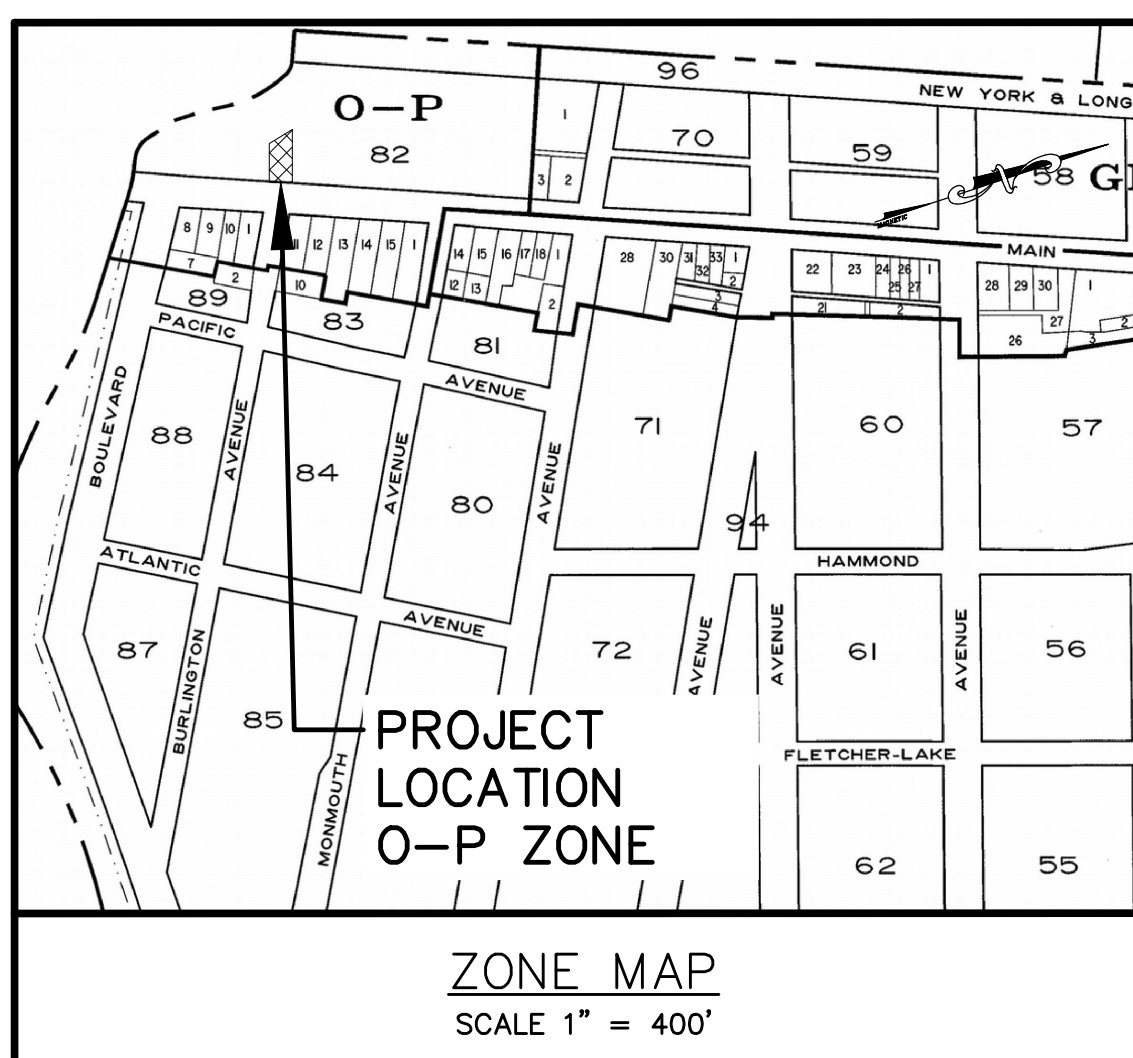 96
NEW YORK & LONG
O-P
82
1
3 2
70
59
58
G
MAGNETIC
MAIN
8 9 10 1
7 2
89
11 12 13 14 15 1
10
83
14 15 16 17 18 1
12 13 2
81
28 30 31 32 33 1
2
3
4
22 23 24 26 1
25 27
21 2
28 29 30 1
27 2
26 3
PACIFIC
AVENUE
BOULEVARD
88
AVENUE
84
AVENUE
80
AVENUE
71
94
60
57
ATLANTIC
AVENUE
HAMMOND
87
BURLINGTON
85
MONMOUTH
72
AVENUE
AVENUE
61
AVENUE
56
FLETCHER-LAKE
62
55
PROJECT
LOCATION
O-P ZONE
ZONE MAP
SCALE 1" = 400'